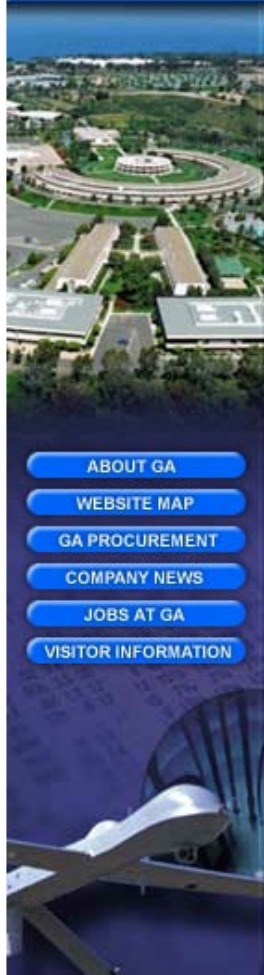 ABOUT GA
WEBSITE MAP
GA PROCUREMENT
COMPANY NEWS
JOBS AT GA
VISITOR INFORMATION